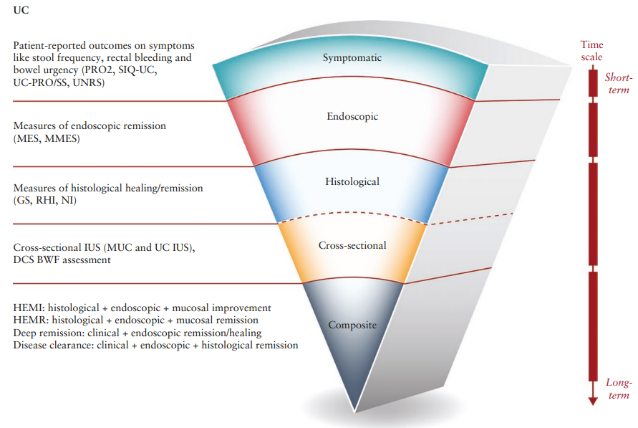 UC
Patient-reported outcomes on symptoms
like stool frequency, rectal bleeding and
bowel urgency (PRO2, SIQ-UC,
UC-PRO/SS, UNRS)
Measures of endoscopic remission
(MES, MMES)
Measures of histological healing/remission
(GS, RHI, NI)
Cross-sectional IUS (MUC and UC IUS),
DCS BWF assessment
HEMI: histological + endoscopic + mucosal improvement
HEMR: histological + endoscopic + mucosal remission
Deep remission: clinical + endoscopic remission/healing
Disease clearance: clinical + endoscopic + histological remission
Symptomatic
Endoscopic
Histological
Cross-sectional
Composite
Time
scale
Short-
term
Long-
term